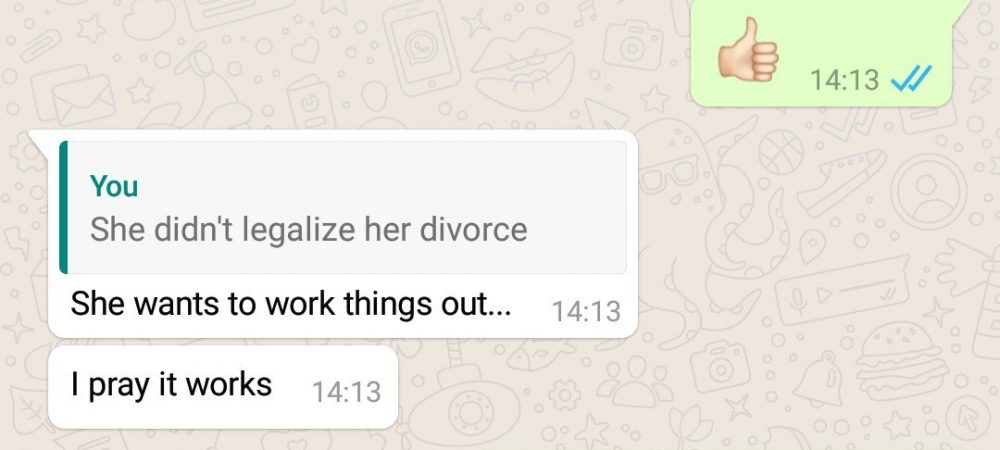 👍🏻
14:13
You
She didn't legalize her divorce
She wants to work things out... 14:13
I pray it works 14:13